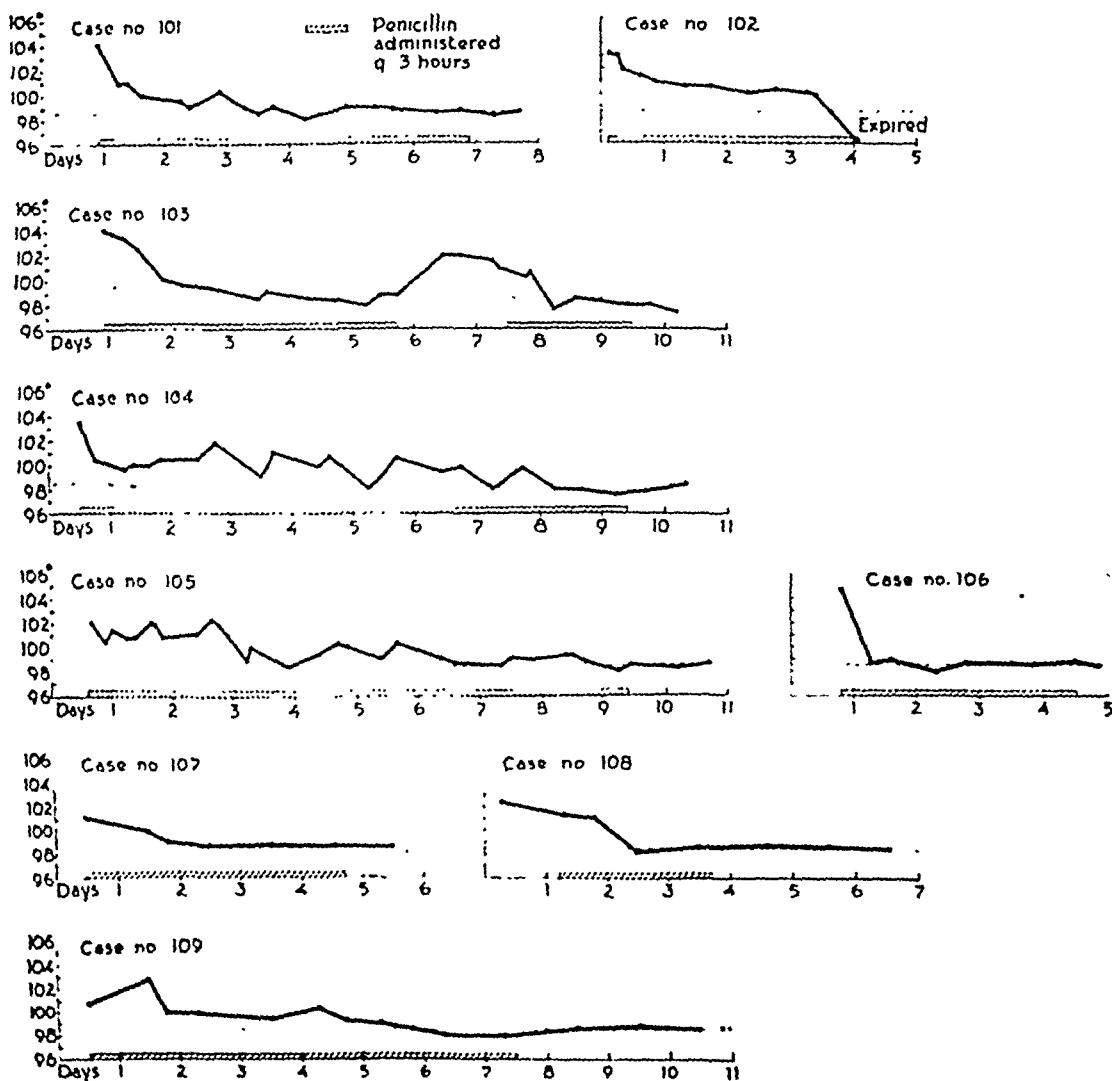 Case no 101
Penicillin
administered
q 3 hours
106°
104
102
101
100
99
98
96
Days 1 2 3 4 5 6 7 8
Case no 102
Expired
1 2 3 4 5
Case no 103
106°
104
102
100
98
96
Days 1 2 3 4 5 6 7 8 9 10 11
Case no 104
106°
104
102
100
98
96
Days 1 2 3 4 5 6 7 8 9 10 11
Case no 105
106°
104
102
100
98
96
Days 1 2 3 4 5 6 7 8 9 10 11
Case no. 106
1 2 3 4 5
Case no 107
106
104
102
100
98
96
Days 1 2 3 4 5 6
Case no 108
1 2 3 4 5 6 7
Case no 109
106
104
102
100
98
96
Days 1 2 3 4 5 6 7 8 9 10 11